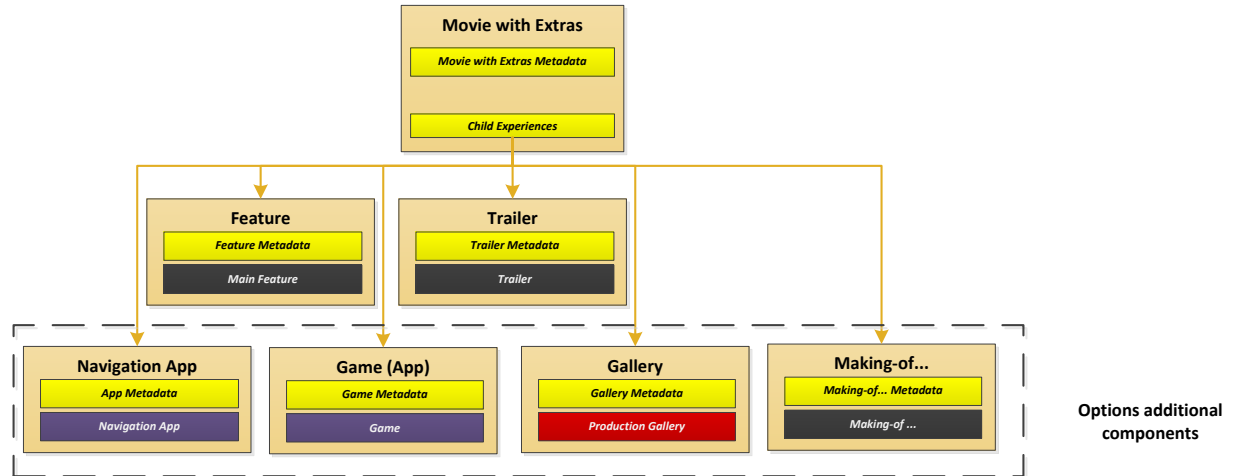 Movie with Extras
Movie with Extras Metadata
Child Experiences
Feature
Feature Metadata
Main Feature
Trailer
Trailer Metadata
Trailer
Navigation App
App Metadata
Navigation App
Game (App)
Game Metadata
Game
Gallery
Gallery Metadata
Production Gallery
Making-of...
Making-of... Metadata
Making-of ...
Options additional
components